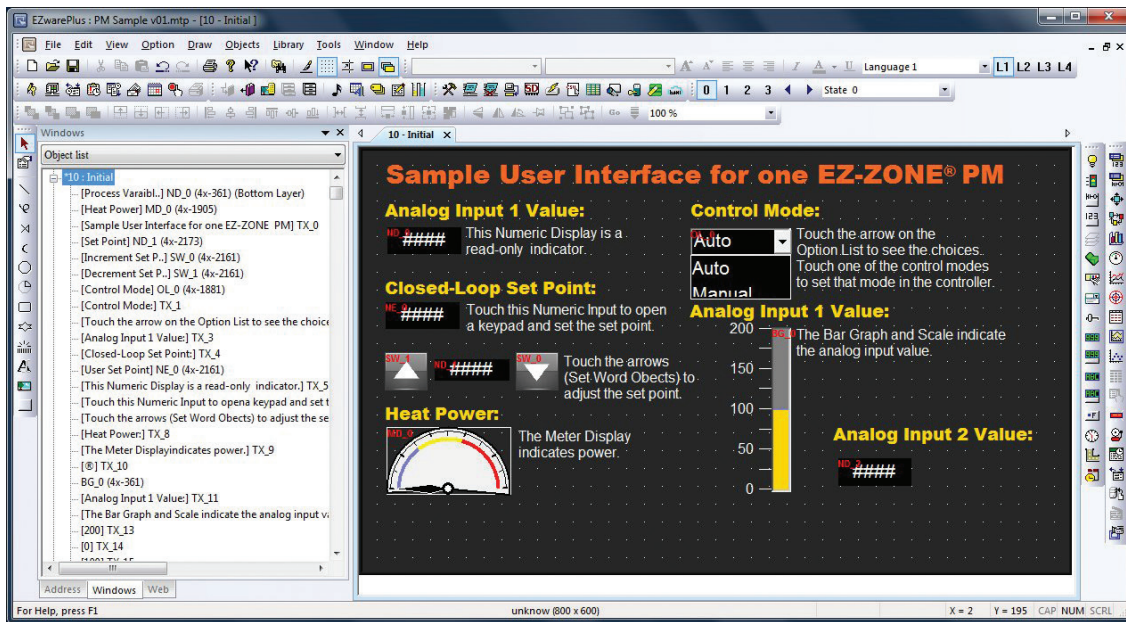 EZwarePlus : PM Sample v01.mtp - [10 - Initial ]
File Edit View Option Draw Objects Library Tools Window Help
Language 1
L1 L2 L3 L4
0 1 2 3
State 0
100 %
Windows
Object list
*10 : Initial
[Process Varaibl..] ND_0 (4x-361) (Bottom Layer)
[Heat Power] MD_0 (4x-1905)
[Sample User Interface for one EZ-ZONE PM] TX_0
[Set Point] ND_1 (4x-2173)
[Increment Set P..] SW_0 (4x-2161)
[Decrement Set P..] SW_1 (4x-2161)
[Control Mode] OL_0 (4x-1881)
[Control Mode:] TX_1
[Touch the arrow on the Option List to see the choice
[Analog Input 1 Value:] TX_3
[Closed-Loop Set Point:] TX_4
[User Set Point] NE_0 (4x-2161)
[This Numeric Display is a read-only indicator.] TX_5
[Touch this Numeric Input to opena keypad and set t
[Touch the arrows (Set Word Obects) to adjust the se
[Heat Power:] TX_8
[The Meter Displayindicates power.] TX_9
[®] TX_10
BG_0 (4x-361)
[Analog Input 1 Value:] TX_11
[The Bar Graph and Scale indicate the analog input va
[200] TX_13
[0] TX_14
Address Windows Web
10 - Initial
Sample User Interface for one EZ-ZONE® PM
Analog Input 1 Value:
ND_0
####
This Numeric Display is a
read-only indicator.
Closed-Loop Set Point:
NE_0
####
Touch this Numeric Input to open
a keypad and set the set point.
SW_1
####
SW_0
Touch the arrows
(Set Word Obects) to
adjust the set point.
Heat Power:
MD_0
The Meter Display
indicates power.
Control Mode:
Auto
Auto
Manual
Touch the arrow on the
Option List to see the choices.
Touch one of the control modes
to set that mode in the controller.
Analog Input 1 Value:
200
150
100
50
0
The Bar Graph and Scale indicate
the analog input value.
Analog Input 2 Value:
ND_2
####
For Help, press F1
unknow (800 x 600)
X = 2 Y = 195 CAP NUM SCRL